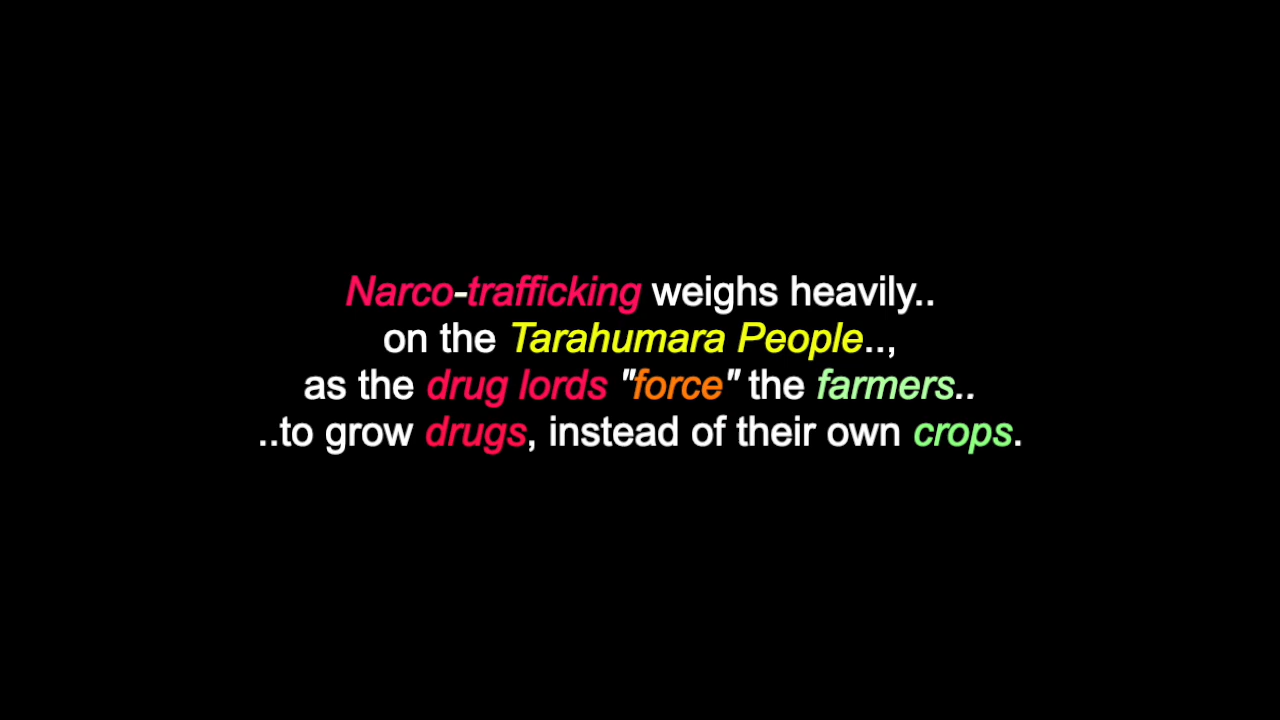 Narco-trafficking weighs heavily..
on the Tarahumara People..,
as the drug lords "force" the farmers..
..to grow drugs, instead of their own crops.